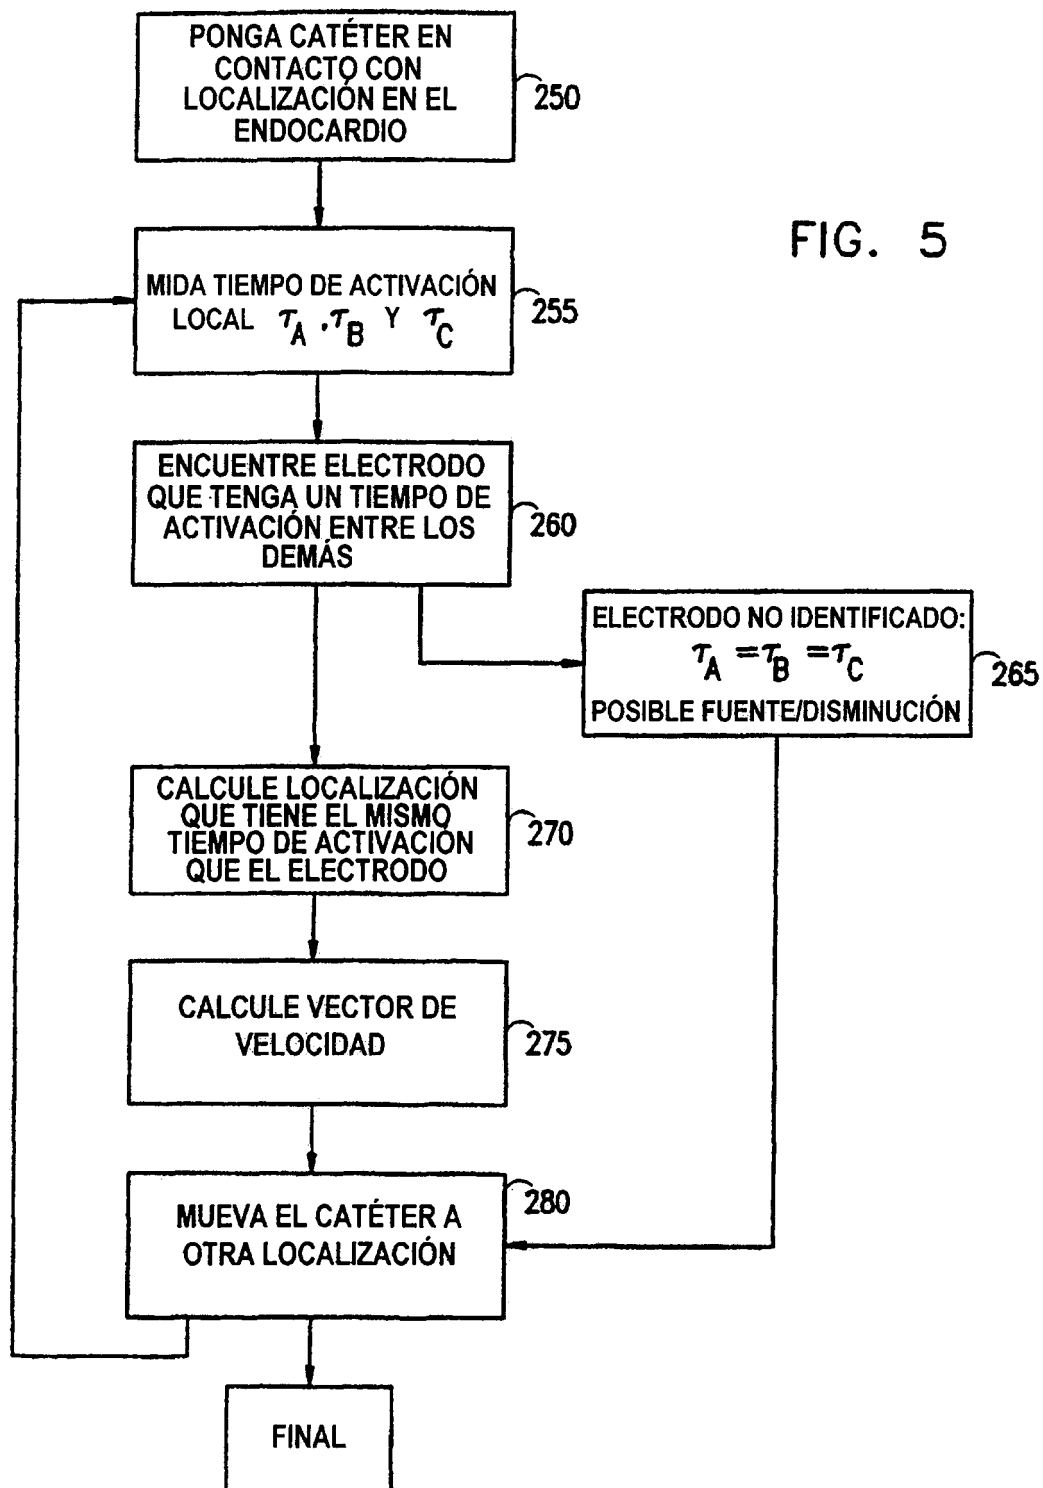 PONGA CATÉTER EN
CONTACTO CON
LOCALIZACIÓN EN EL
ENDOCARDIO
250
FIG. 5
MIDA TIEMPO DE ACTIVACIÓN
LOCAL τA , τB Y τC
255
ENCUENTRE ELECTRODO
QUE TENGA UN TIEMPO DE
ACTIVACIÓN ENTRE LOS
DEMÁS
260
ELECTRODO NO IDENTIFICADO:
τA = τB = τC
POSIBLE FUENTE/DISMINUCIÓN
265
CALCULE LOCALIZACIÓN
QUE TIENE EL MISMO
TIEMPO DE ACTIVACIÓN
QUE EL ELECTRODO
270
CALCULE VECTOR DE
VELOCIDAD
275
MUEVA EL CATÉTER A
OTRA LOCALIZACIÓN
280
FINAL